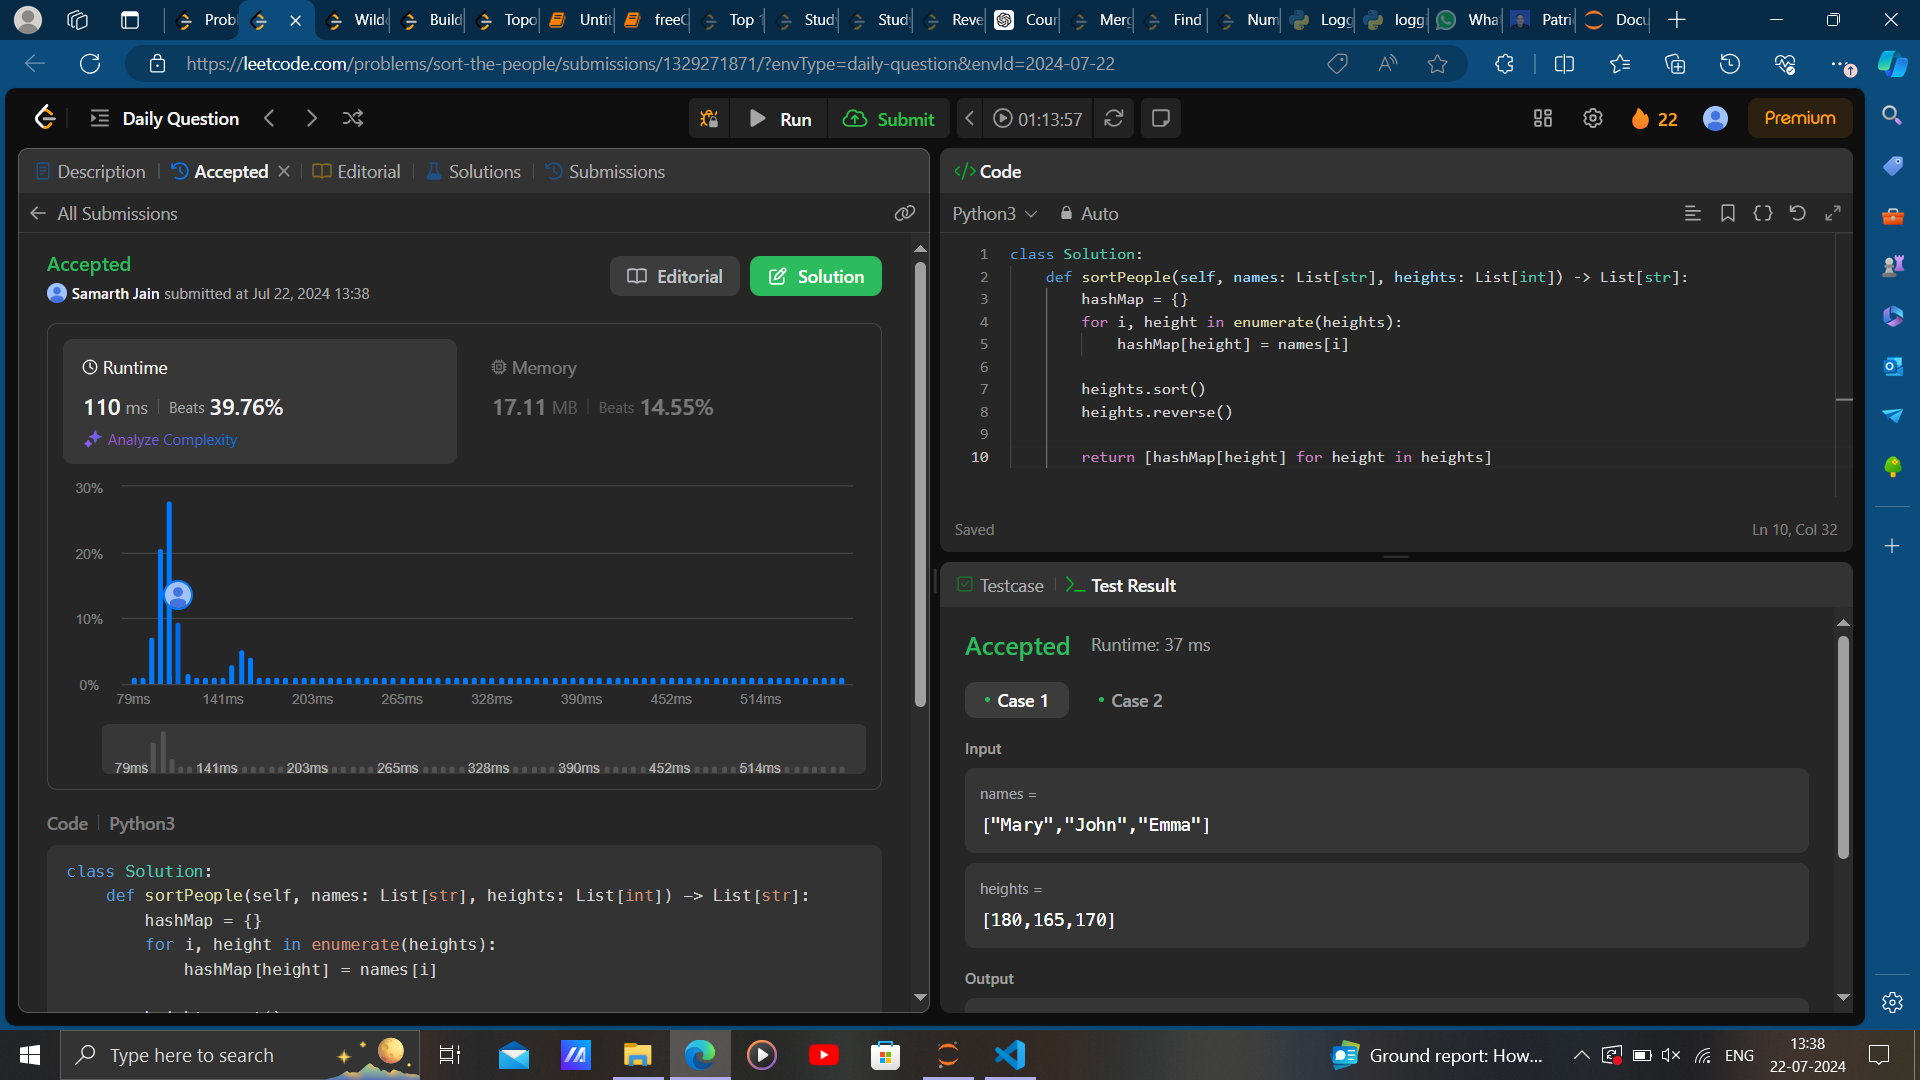 Prob
Wild
Build
Topo
Untit
freeC
Top 1
Stud
Stud
Reve
Cour
Merg
Find
Num
Logg
logg
What
Patri
Docu
https://leetcode.com/problems/sort-the-people/submissions/1329271871/?envType=daily-question&envId=2024-07-22
Daily Question
Run
Submit
01:13:57
22
Premium
Description
Accepted
Editorial
Solutions
Submissions
All Submissions
Accepted
Samarth Jain submitted at Jul 22, 2024 13:38
Editorial
Solution
Runtime
110 ms Beats 39.76%
Analyze Complexity
Memory
17.11 MB Beats 14.55%
30%
20%
10%
0%
79ms 141ms 203ms 265ms 328ms 390ms 452ms 514ms
79ms 141ms 203ms 265ms 328ms 390ms 452ms 514ms
Code Python3
class Solution:
def sortPeople(self, names: List[str], heights: List[int]) -> List[str]:
hashMap = {}
for i, height in enumerate(heights):
hashMap[height] = names[i]
</> Code
Python3
Auto
1 class Solution:
2 def sortPeople(self, names: List[str], heights: List[int]) -> List[str]:
3 hashMap = {}
4 for i, height in enumerate(heights):
5 hashMap[height] = names[i]
6
7 heights.sort()
8 heights.reverse()
9
10 return [hashMap[height] for height in heights]
Saved
Ln 10, Col 32
Testcase
Test Result
Accepted Runtime: 37 ms
Case 1
Case 2
Input
names =
["Mary","John","Emma"]
heights =
[180,165,170]
Output
Type here to search
Ground report: How...
ENG
13:38
22-07-2024